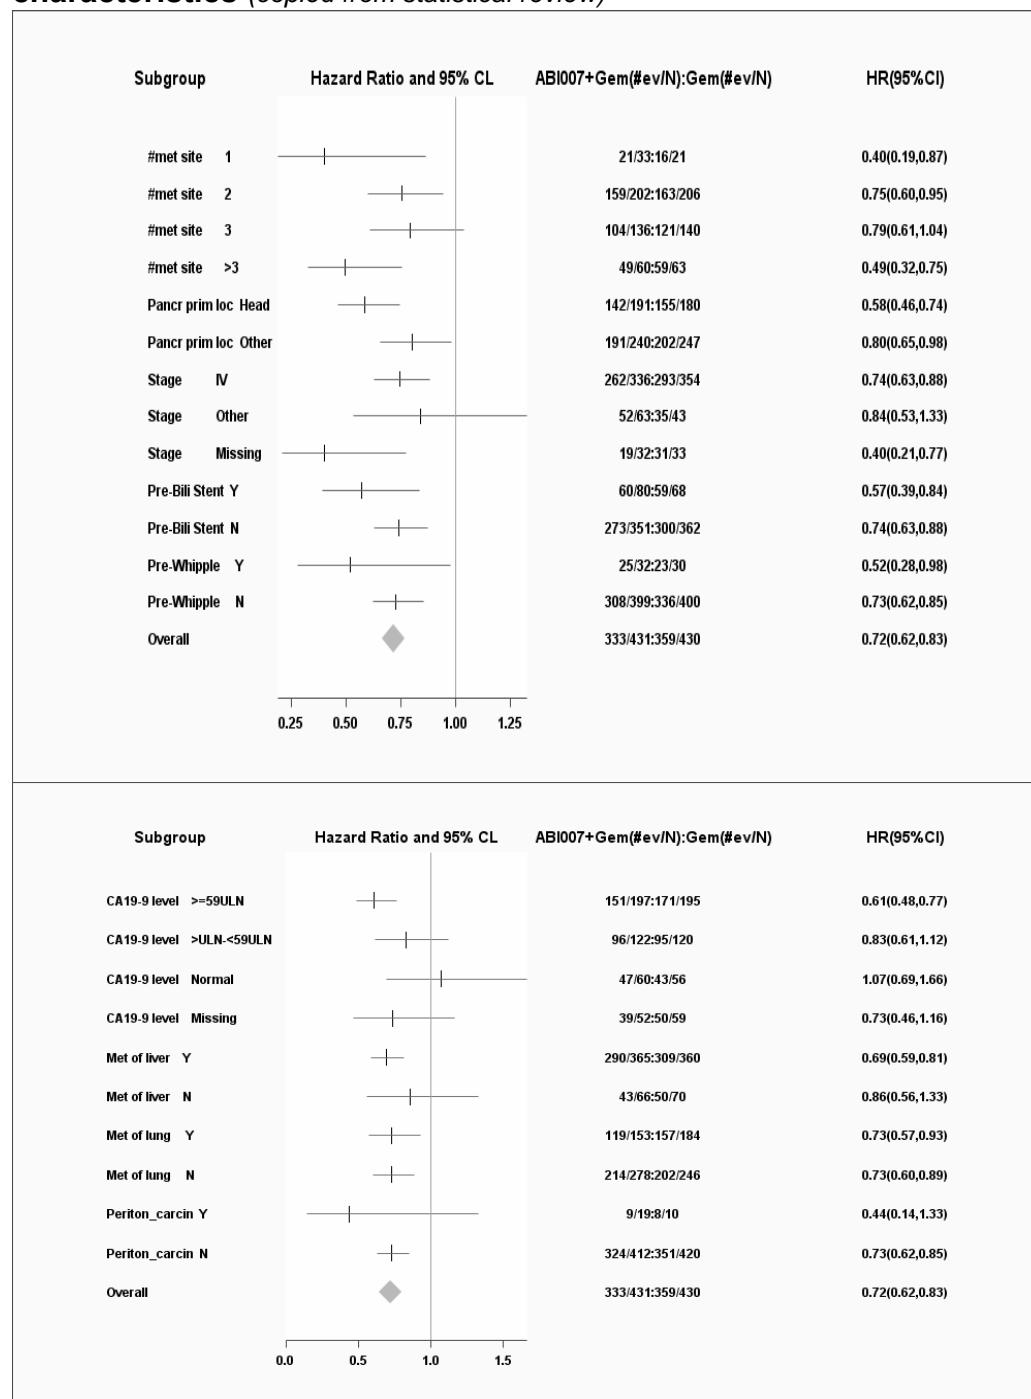 characteristics (copied from statistical review)
Subgroup Hazard Ratio and 95% CL ABI007+Gem(#ev/N):Gem(#ev/N) HR(95%CI)
#met site 1 21/33:16/21 0.40(0.19,0.87)
#met site 2 159/202:163/206 0.75(0.60,0.95)
#met site 3 104/136:121/140 0.79(0.61,1.04)
#met site >3 49/60:59/63 0.49(0.32,0.75)
Pancr prim loc Head 142/191:155/180 0.58(0.46,0.74)
Pancr prim loc Other 191/240:202/247 0.80(0.65,0.98)
Stage IV 262/336:293/354 0.74(0.63,0.88)
Stage Other 52/63:35/43 0.84(0.53,1.33)
Stage Missing 19/32:31/33 0.40(0.21,0.77)
Pre-Bili Stent Y 60/80:59/68 0.57(0.39,0.84)
Pre-Bili Stent N 273/351:300/362 0.74(0.63,0.88)
Pre-Whipple Y 25/32:23/30 0.52(0.28,0.98)
Pre-Whipple N 308/399:336/400 0.73(0.62,0.85)
Overall 333/431:359/430 0.72(0.62,0.83)
0.25 0.50 0.75 1.00 1.25
Subgroup Hazard Ratio and 95% CL ABI007+Gem(#ev/N):Gem(#ev/N) HR(95%CI)
CA19-9 level >=59ULN 151/197:171/195 0.61(0.48,0.77)
CA19-9 level >ULN-<59ULN 96/122:95/120 0.83(0.61,1.12)
CA19-9 level Normal 47/60:43/56 1.07(0.69,1.66)
CA19-9 level Missing 39/52:50/59 0.73(0.46,1.16)
Met of liver Y 290/365:309/360 0.69(0.59,0.81)
Met of liver N 43/66:50/70 0.86(0.56,1.33)
Met of lung Y 119/153:157/184 0.73(0.57,0.93)
Met of lung N 214/278:202/246 0.73(0.60,0.89)
Periton_carcin Y 9/19:8/10 0.44(0.14,1.33)
Periton_carcin N 324/412:351/420 0.73(0.62,0.85)
Overall 333/431:359/430 0.72(0.62,0.83)
0.0 0.5 1.0 1.5